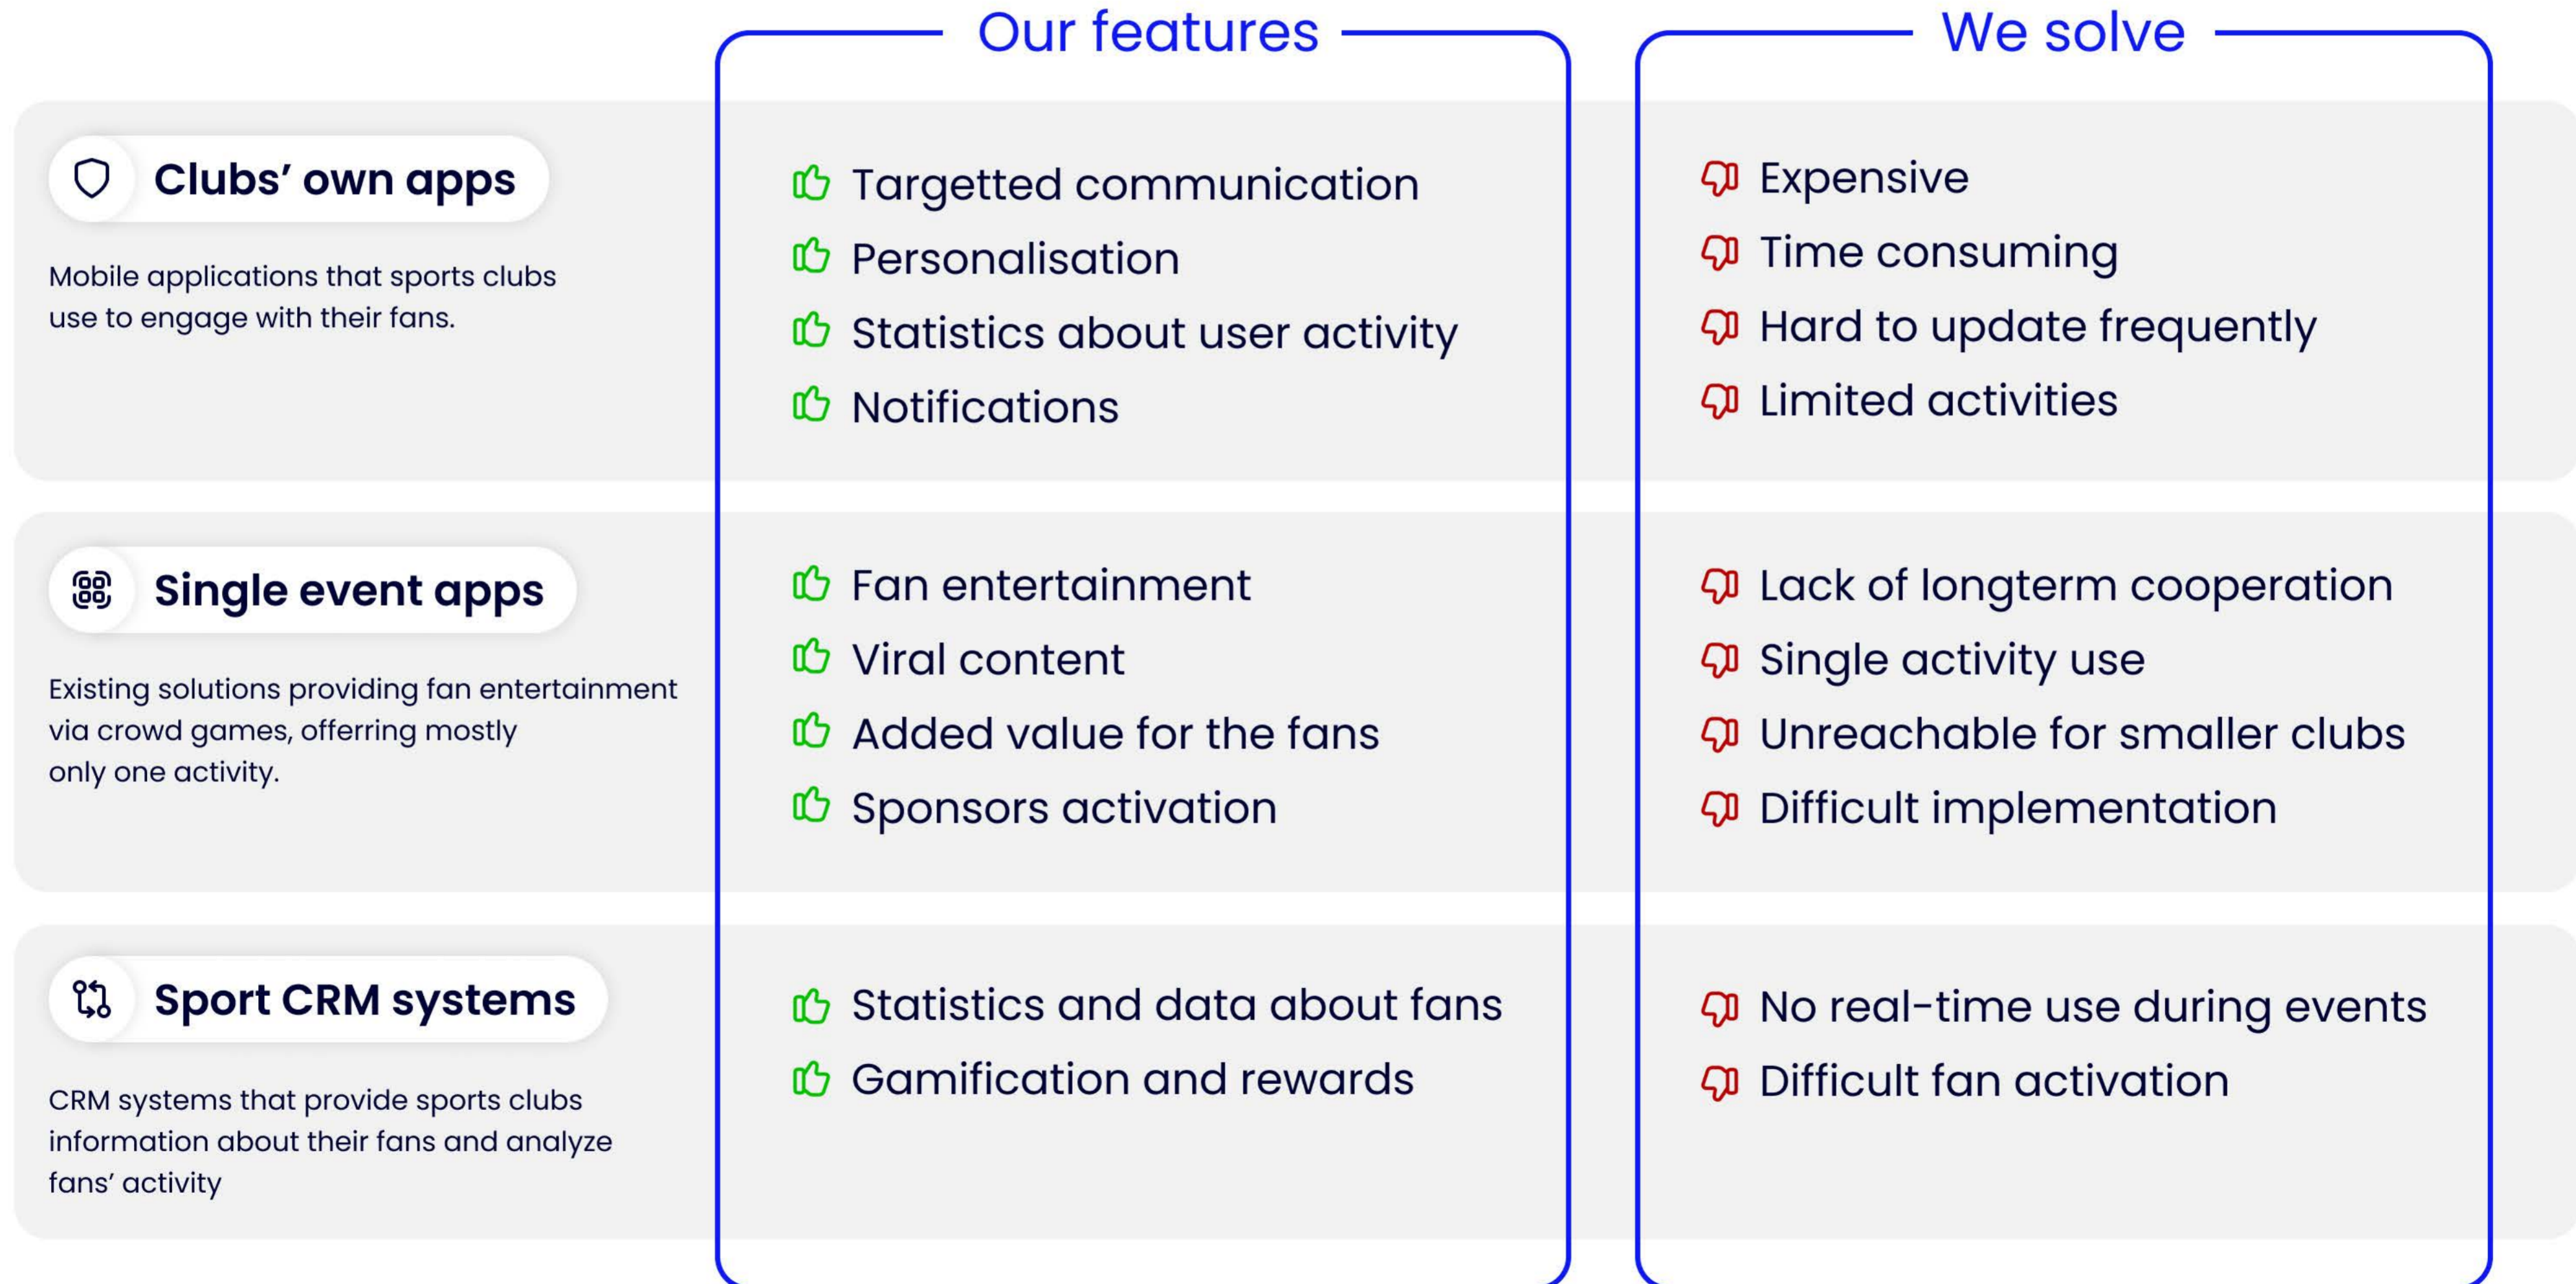 Our features
We solve
Clubs’ own apps
Mobile applications that sports clubs
use to engage with their fans.
Targetted communication
Personalisation
Statistics about user activity
Notifications
Expensive
Time consuming
Hard to update frequently
Limited activities
Single event apps
Existing solutions providing fan entertainment
via crowd games, offerring mostly
only one activity.
Fan entertainment
Viral content
Added value for the fans
Sponsors activation
Lack of longterm cooperation
Single activity use
Unreachable for smaller clubs
Difficult implementation
Sport CRM systems
CRM systems that provide sports clubs
information about their fans and analyze
fans’ activity
Statistics and data about fans
Gamification and rewards
No real-time use during events
Difficult fan activation